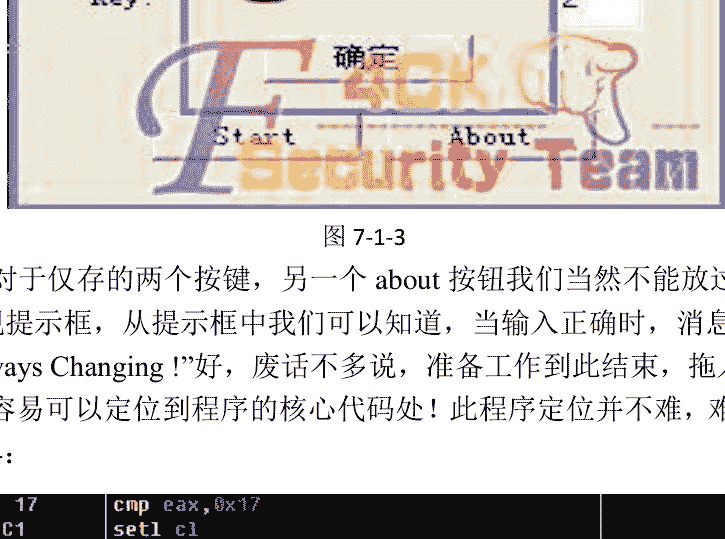 Key:
确定
Start About
F4CK
Security Team
图 7-1-3
对于仅存的两个按键，另一个 about 按钮我们当然不能放过
提示框，从提示框中我们可以知道，当输入正确时，消息
ways Changing !”好，废话不多说，准备工作到此结束，拖
容易可以定位到程序的核心代码处！此程序定位并不难，难
：
17 cmp eax,0x17
C1 setl cl